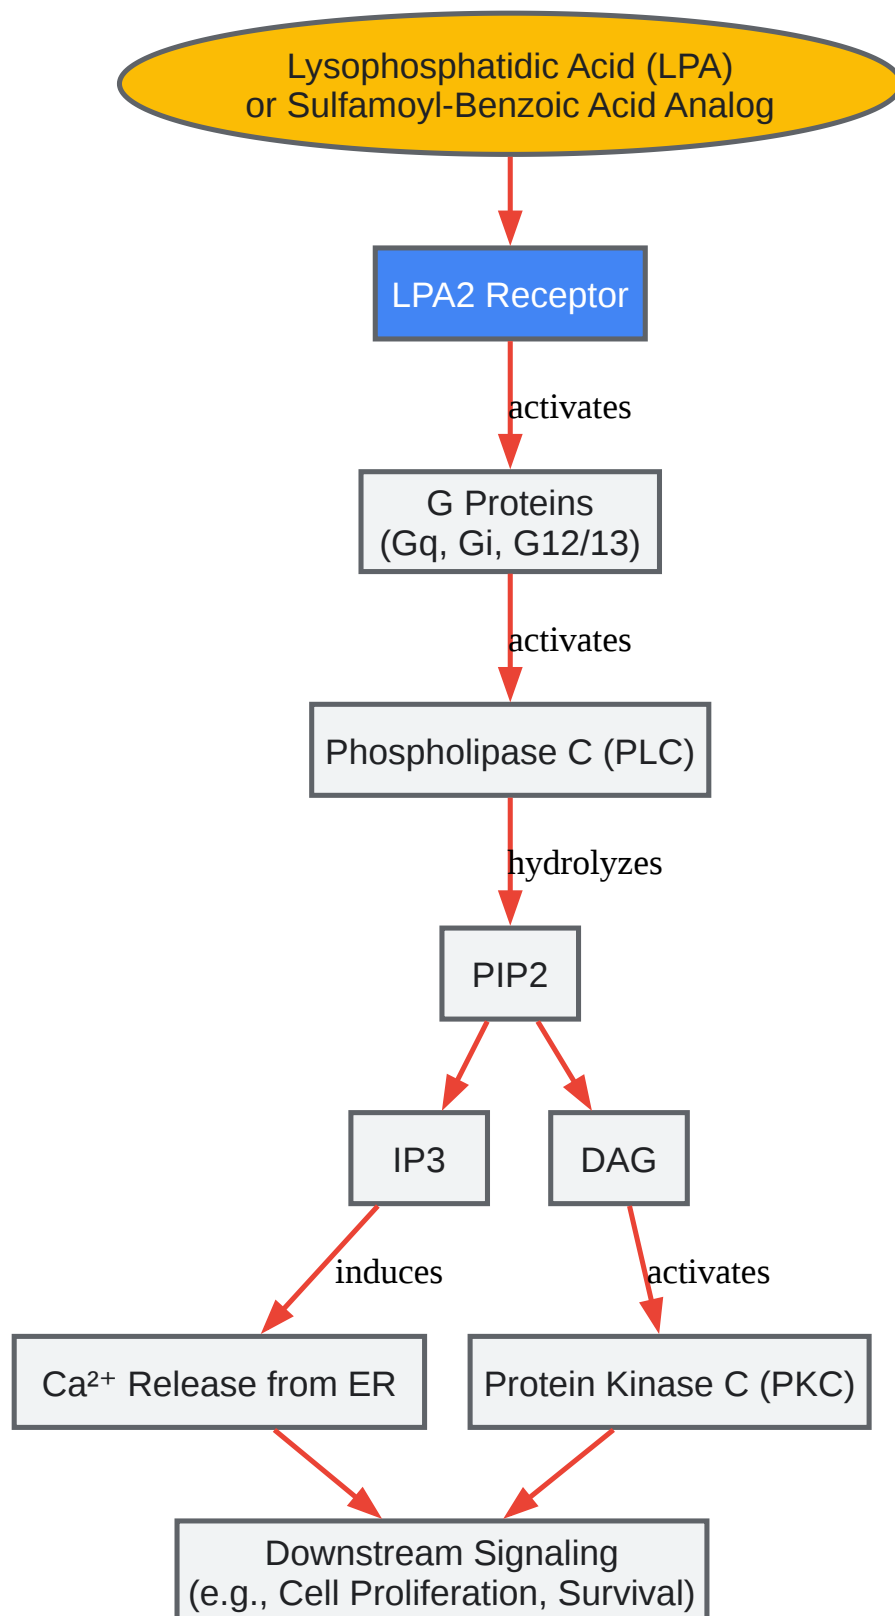 Lysophosphatidic Acid (LPA)
or Sulfamoyl-Benzoic Acid Analog
LPA2 Receptor
activates
G Proteins
(Gq, Gi, G12/13)
activates
Phospholipase C (PLC)
hydrolyzes
PIP2
IP3
DAG
induces
activates
Ca²⁺ Release from ER
Protein Kinase C (PKC)
Downstream Signaling
(e.g., Cell Proliferation, Survival)